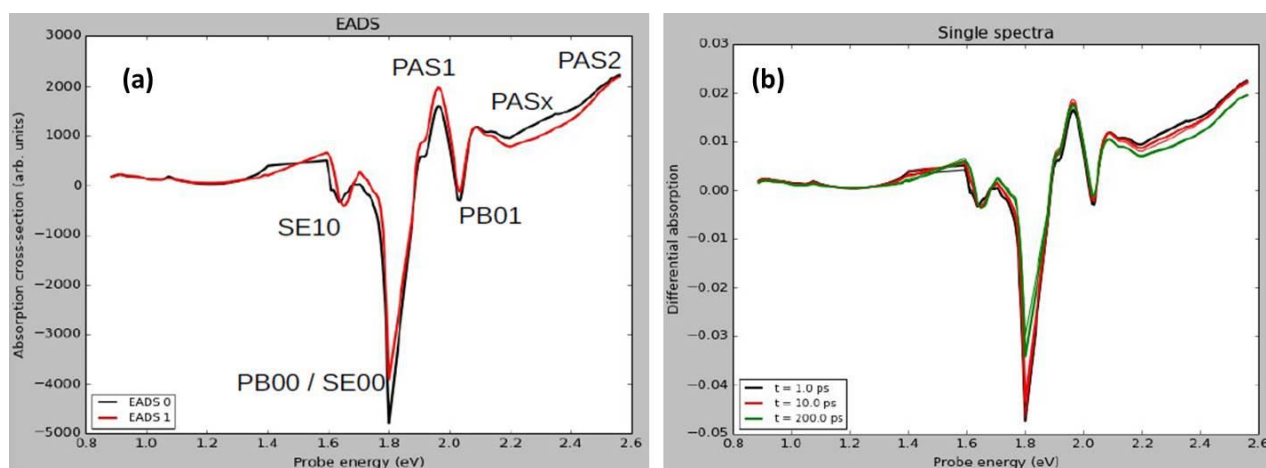 EADS
(a)
3000
2000
1000
0
−1000
−2000
−3000
−4000
−5000
Absorption cross-section (arb. units)
PAS1
PASx
PAS2
SE10
PB01
PB00 / SE00
EADS 0
EADS 1
0.8 1.0 1.2 1.4 1.6 1.8 2.0 2.2 2.4 2.6
Probe energy (eV)
Single spectra
(b)
0.03
0.02
0.01
0.00
−0.01
−0.02
−0.03
−0.04
−0.05
Differential absorption
t = 1.0 ps
t = 10.0 ps
t = 200.0 ps
0.8 1.0 1.2 1.4 1.6 1.8 2.0 2.2 2.4 2.6
Probe energy (eV)